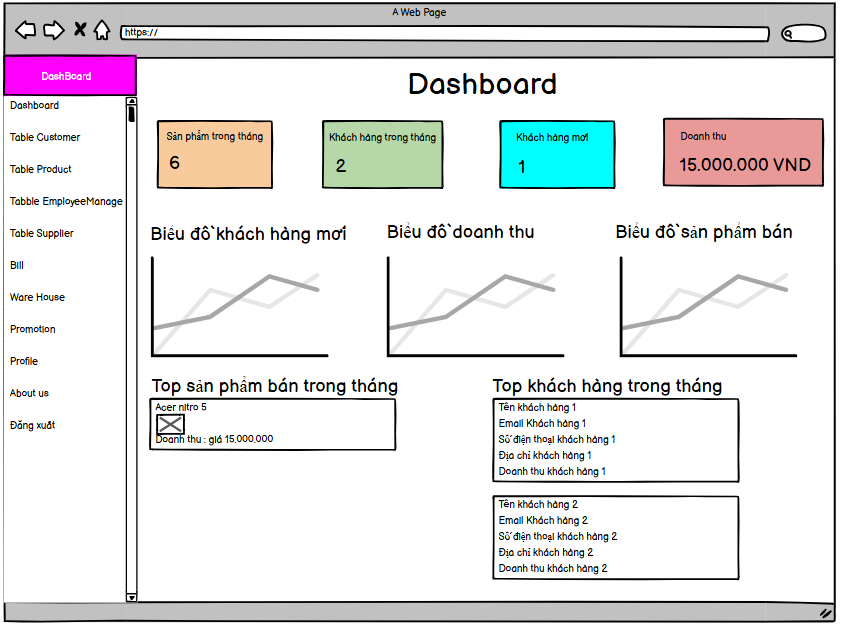 A Web Page
https://
DashBoard
Dashboard
Table Customer
Table Product
Tabble EmployeeManage
Table Supplier
Bill
Ware House
Promotion
Profile
About us
Đăng xuất
Dashboard
Sản phẩm trong tháng
6
Khách hàng trong tháng
2
Khách hàng mới
1
Doanh thu
15.000.000 VND
Biểu đồ khách hàng mới
Biểu đồ doanh thu
Biểu đồ sản phẩm bán
Top sản phẩm bán trong tháng
Acer nitro 5
Doanh thu : giá 15,000,000
Top khách hàng trong tháng
Tên khách hàng 1
Email Khách hàng 1
Số điện thoại khách hàng 1
Địa chỉ khách hàng 1
Doanh thu khách hàng 1
Tên khách hàng 2
Email Khách hàng 2
Số điện thoại khách hàng 2
Địa chỉ khách hàng 2
Doanh thu khách hàng 2